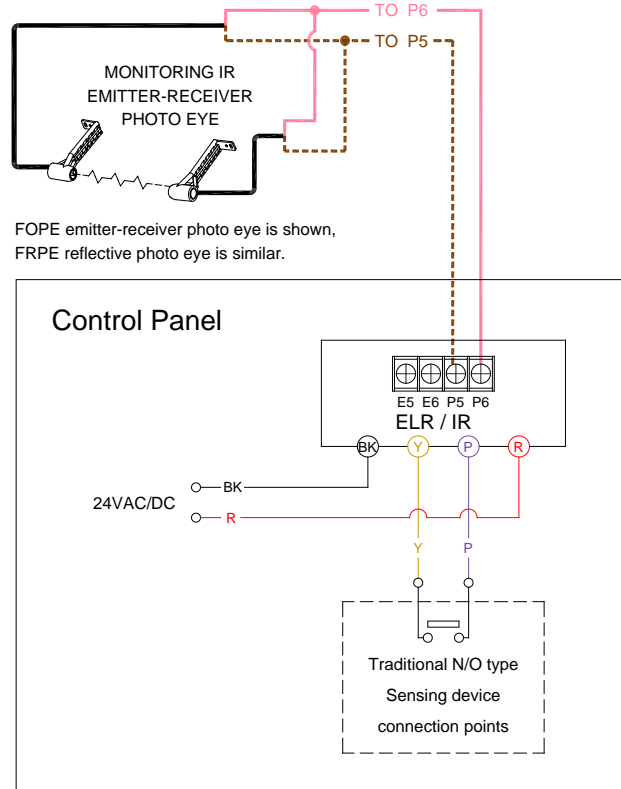 TO P6
TO P5
MONITORING IR
EMITTER-RECEIVER
PHOTO EYE
FOPE emitter-receiver photo eye is shown,
FRPE reflective photo eye is similar.
Control Panel
E5 E6 P5 P6
ELR / IR
BK Y P R
24VAC/DC
BK
R
Y P
Traditional N/O type
Sensing device
connection points